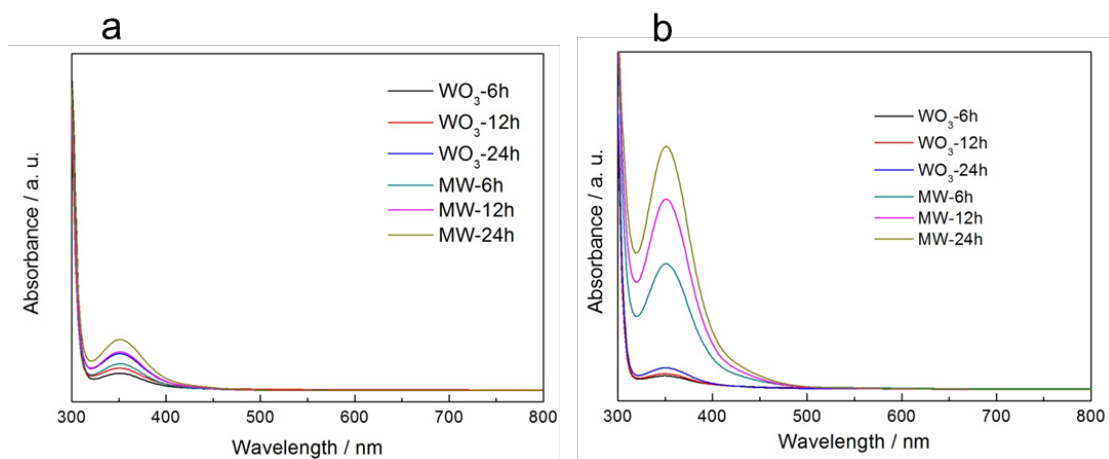 a
WO3-6h
WO3-12h
WO3-24h
MW-6h
MW-12h
MW-24h
Absorbance / a. u.
300 400 500 600 700 800
Wavelength / nm
b
WO3-6h
WO3-12h
WO3-24h
MW-6h
MW-12h
MW-24h
Absorbance / a. u.
300 400 500 600 700 800
Wavelength / nm